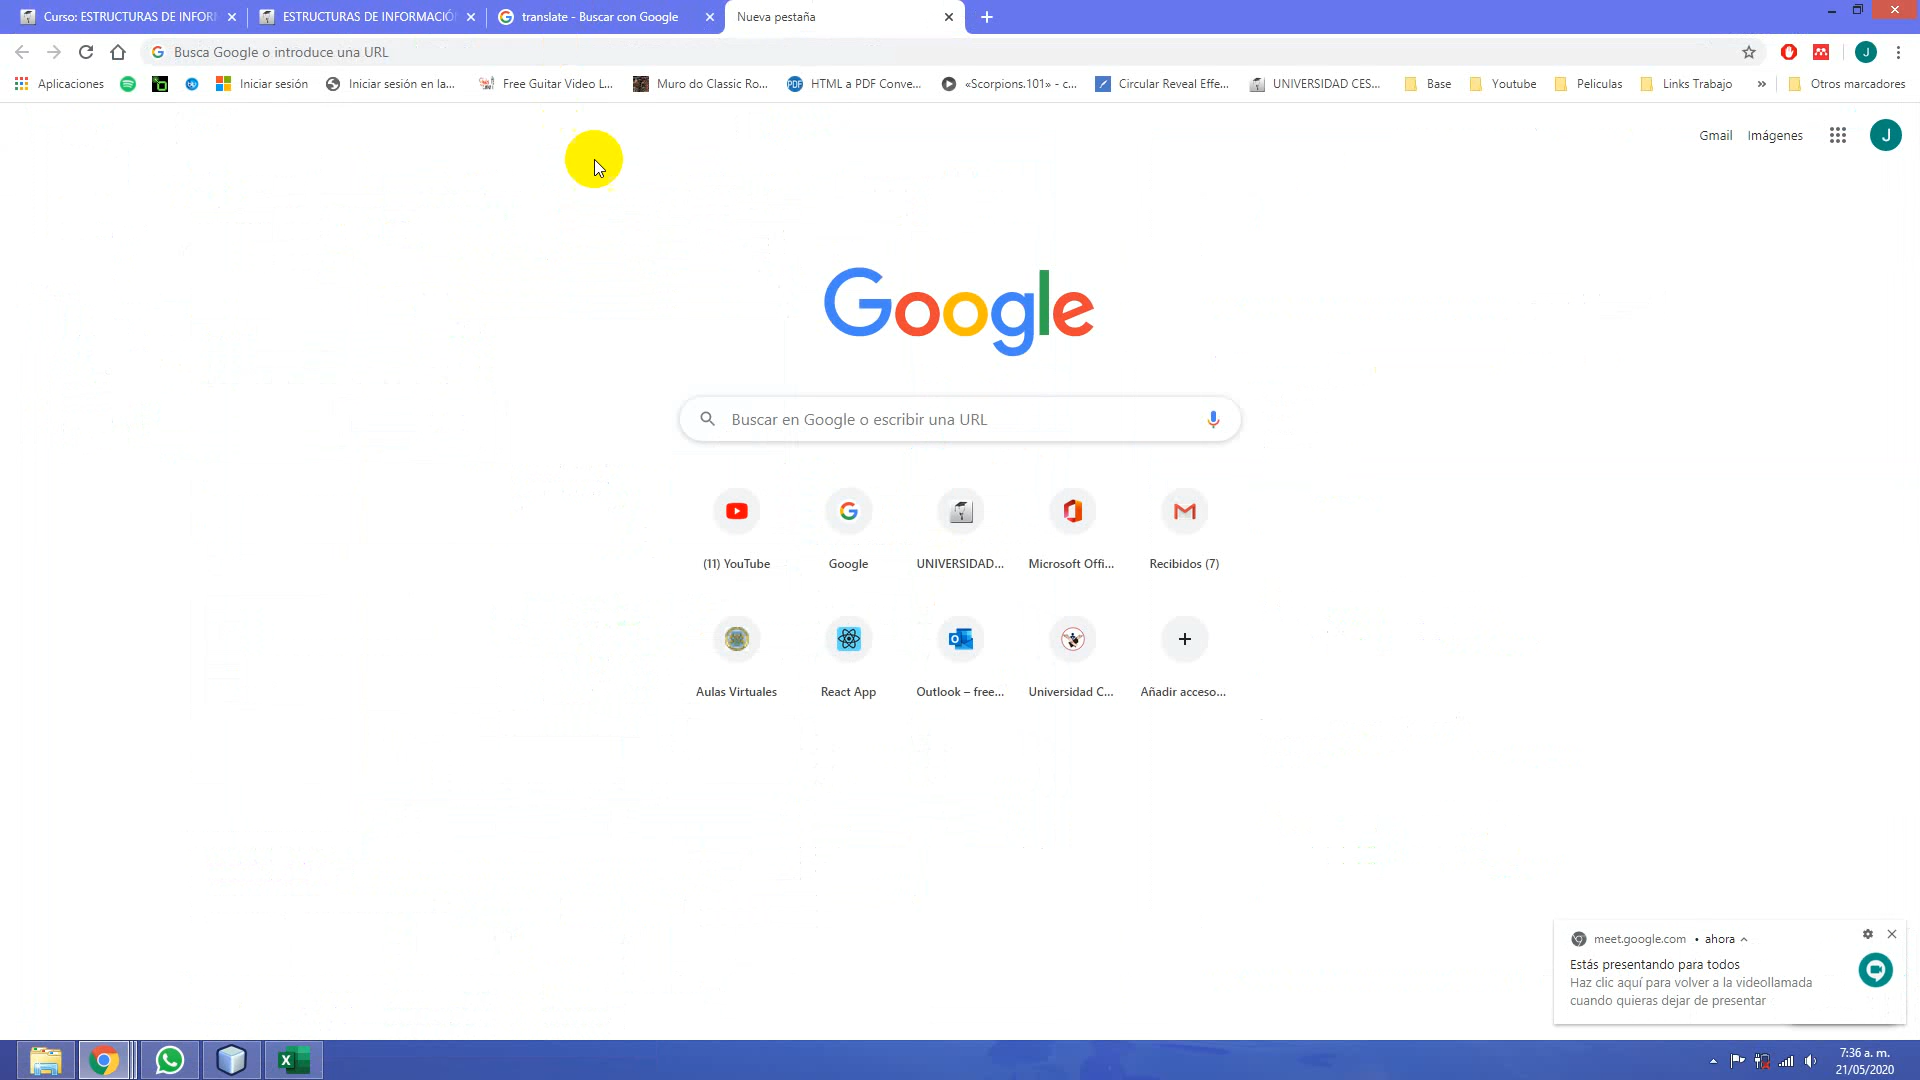 Curso: ESTRUCTURAS DE INFOR
ESTRUCTURAS DE INFORMACIÓN
translate - Buscar con Google
Nueva pestaña
Busca Google o introduce una URL
J
Aplicaciones
Iniciar sesión
Iniciar sesión en la...
Free Guitar Video L...
Muro do Classic Ro...
PDF
HTML a PDF Conve...
«Scorpions.101» - c...
Circular Reveal Effe...
UNIVERSIDAD CES...
Base
Youtube
Peliculas
Links Trabajo
»
Otros marcadores
Gmail
Imágenes
J
Google
Buscar en Google o escribir una URL
(11) YouTube
Google
UNIVERSIDAD...
Microsoft Offi...
Recibidos (7)
Aulas Virtuales
React App
Outlook – free...
Universidad C...
Añadir acceso...
meet.google.com • ahora
Estás presentando para todos
Haz clic aquí para volver a la videollamada
cuando quieras dejar de presentar
7:36 a. m.
21/05/2020